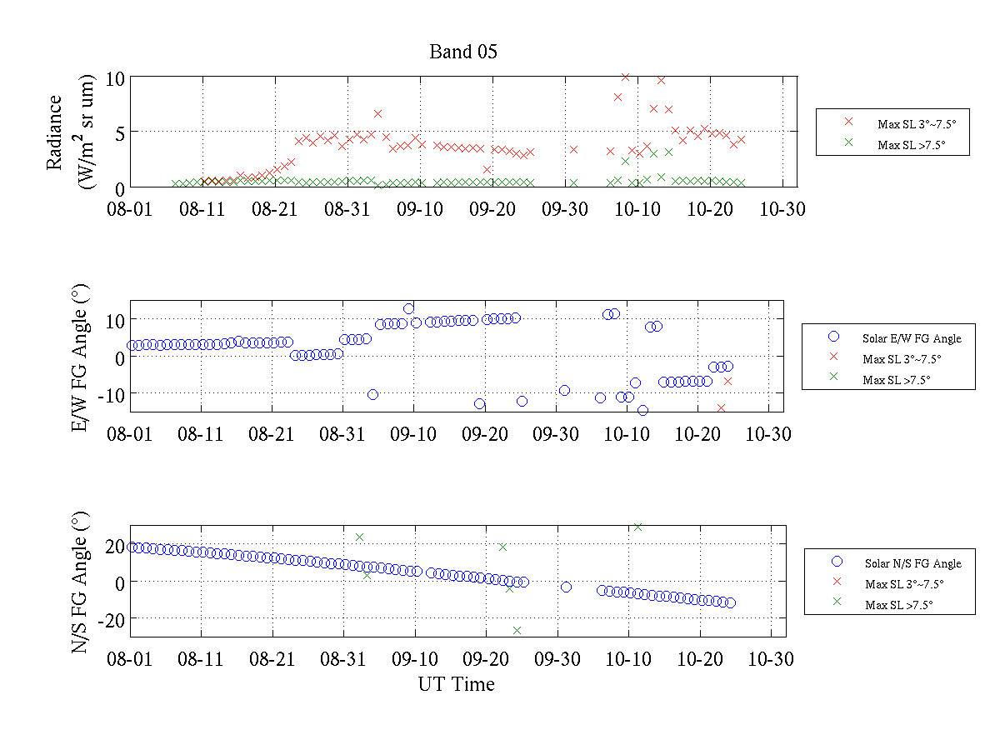 Band 05
Radiance
(W/m² sr um)
10
5
0
08-01 08-11 08-21 08-31 09-10 09-20 09-30 10-10 10-20 10-30
Max SL 3°~7.5°
Max SL >7.5°
E/W FG Angle (°)
10
0
-10
08-01 08-11 08-21 08-31 09-10 09-20 09-30 10-10 10-20 10-30
Solar E/W FG Angle
Max SL 3°~7.5°
Max SL >7.5°
N/S FG Angle (°)
20
0
-20
08-01 08-11 08-21 08-31 09-10 09-20 09-30 10-10 10-20 10-30
UT Time
Solar N/S FG Angle
Max SL 3°~7.5°
Max SL >7.5°